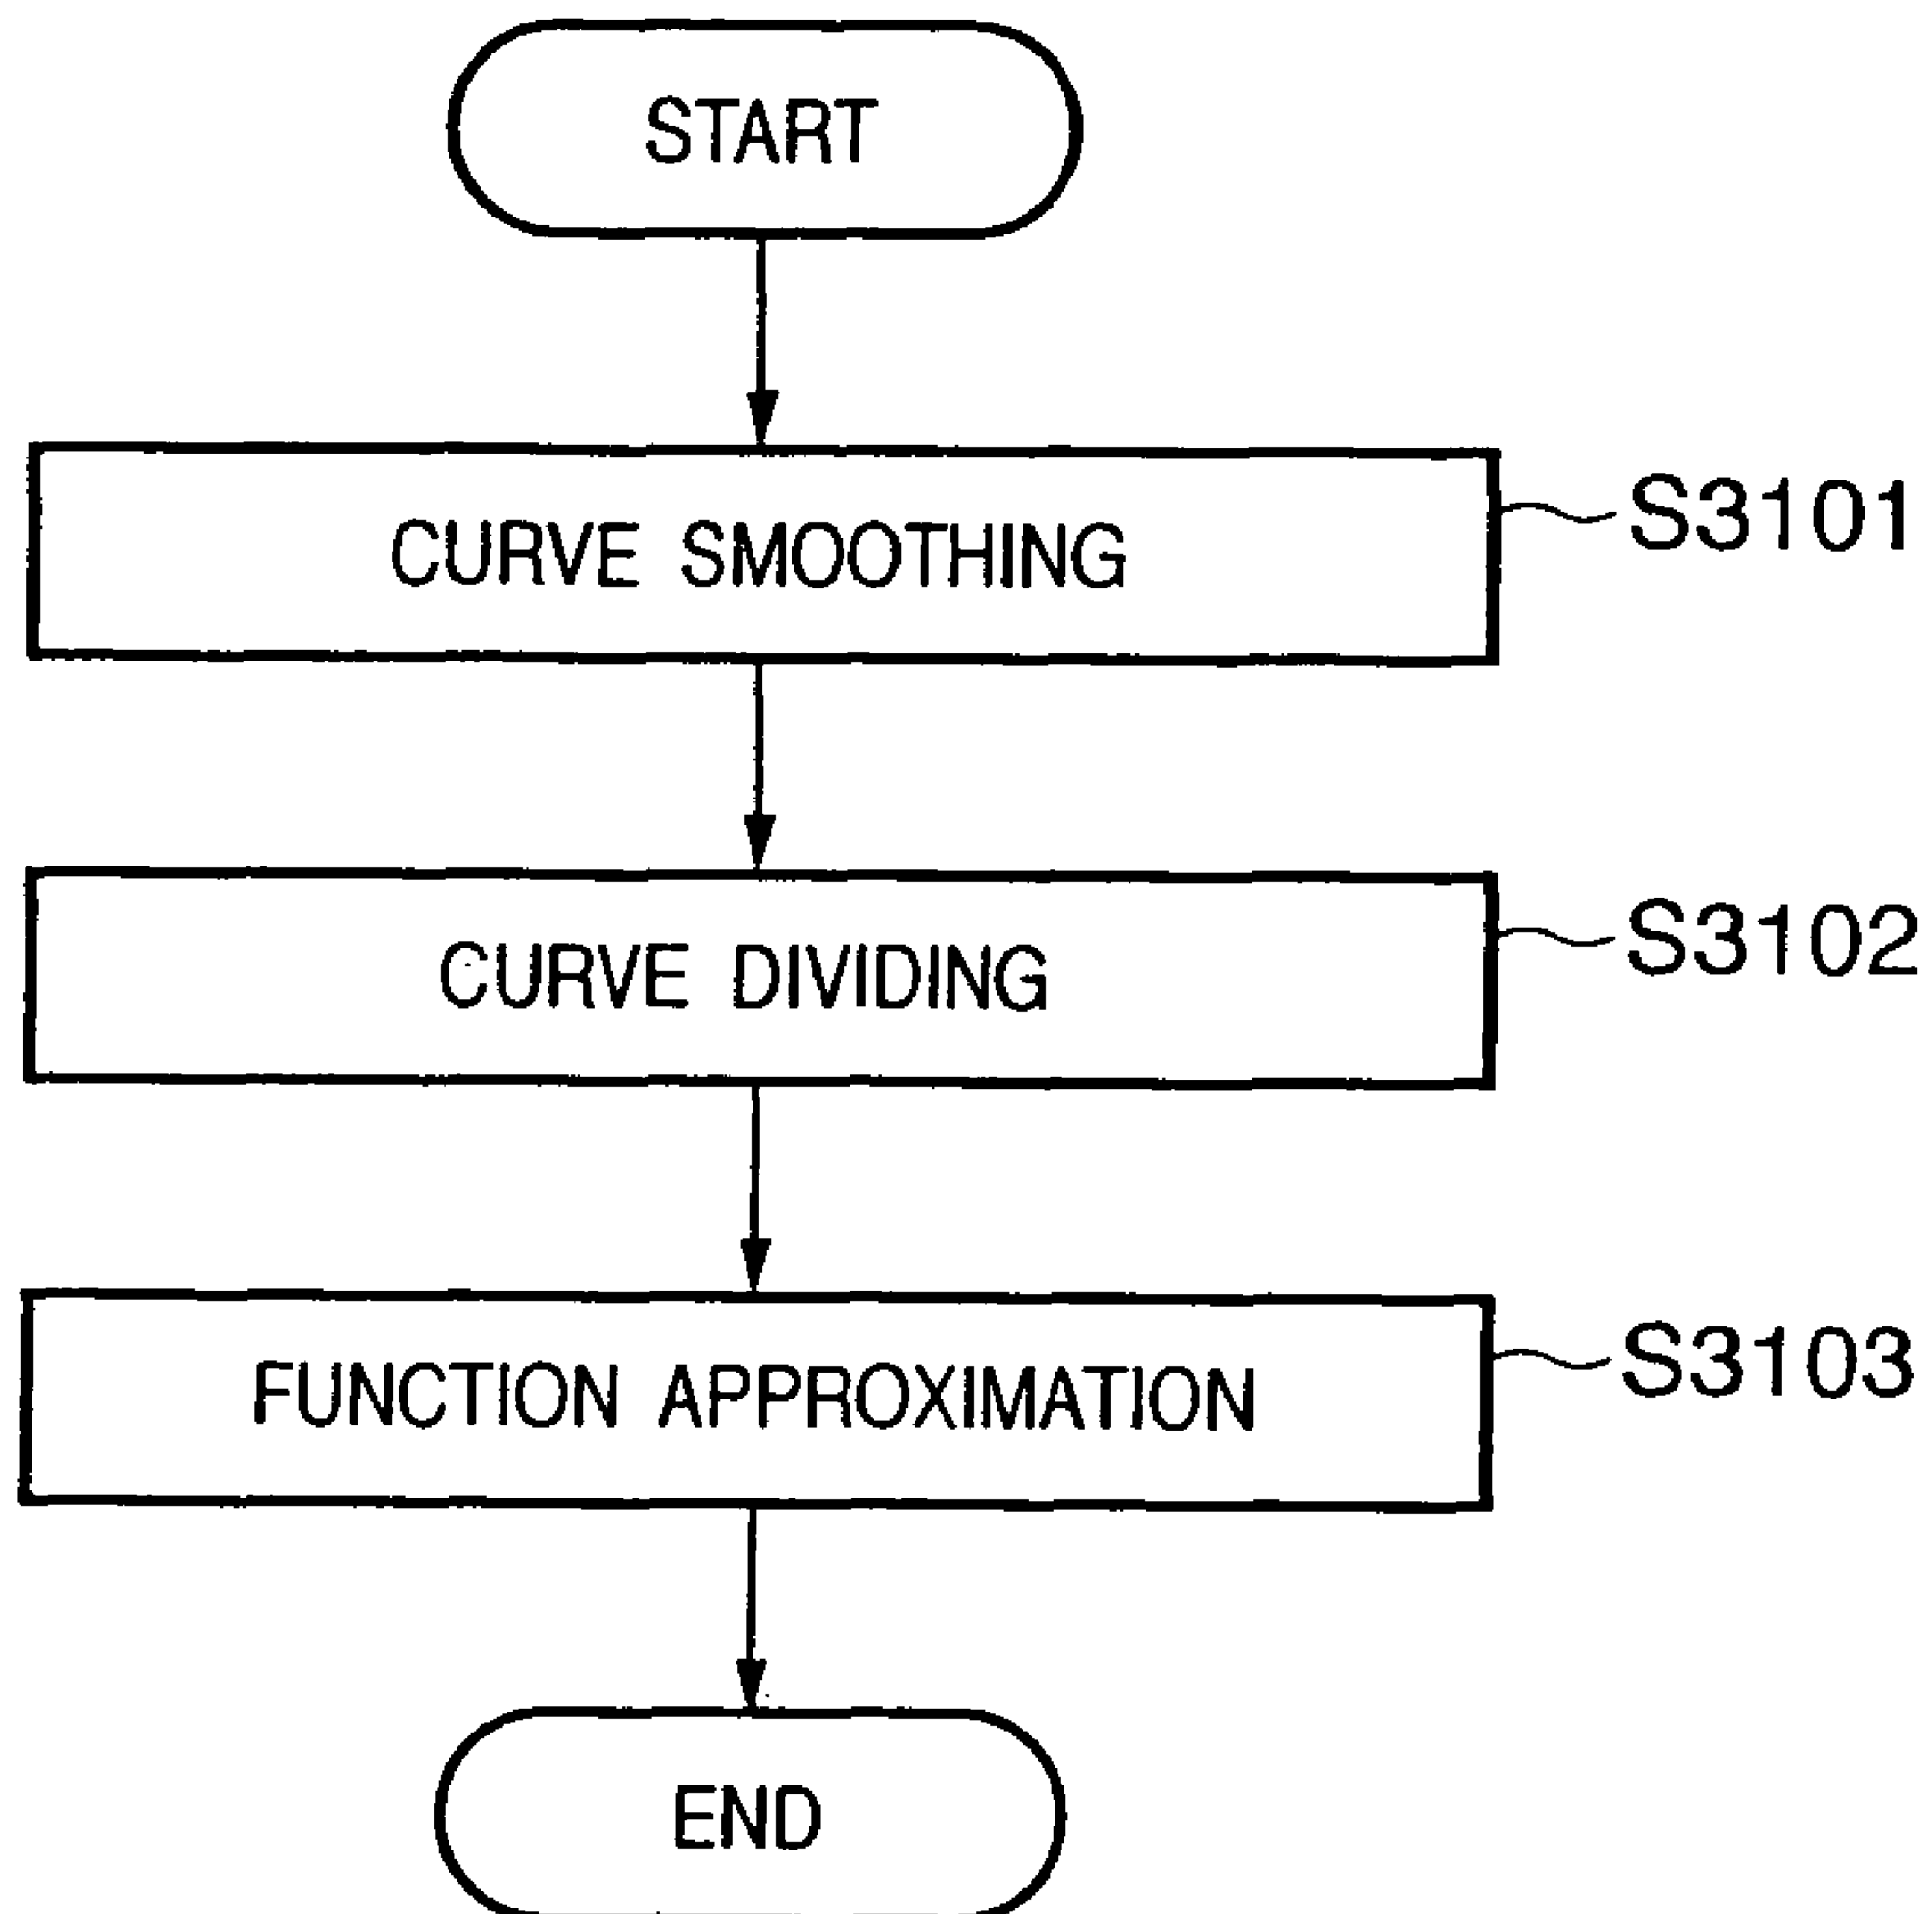 START
CURVE SMOOTHING
S3101
CURVE DIVIDING
S3102
FUNCTION APPROXIMATION
S3103
END